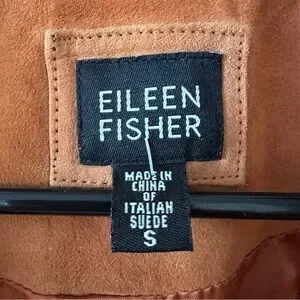 EILEEN
FISHER
MADE IN
CHINA
OF
ITALIAN
SUEDE
S